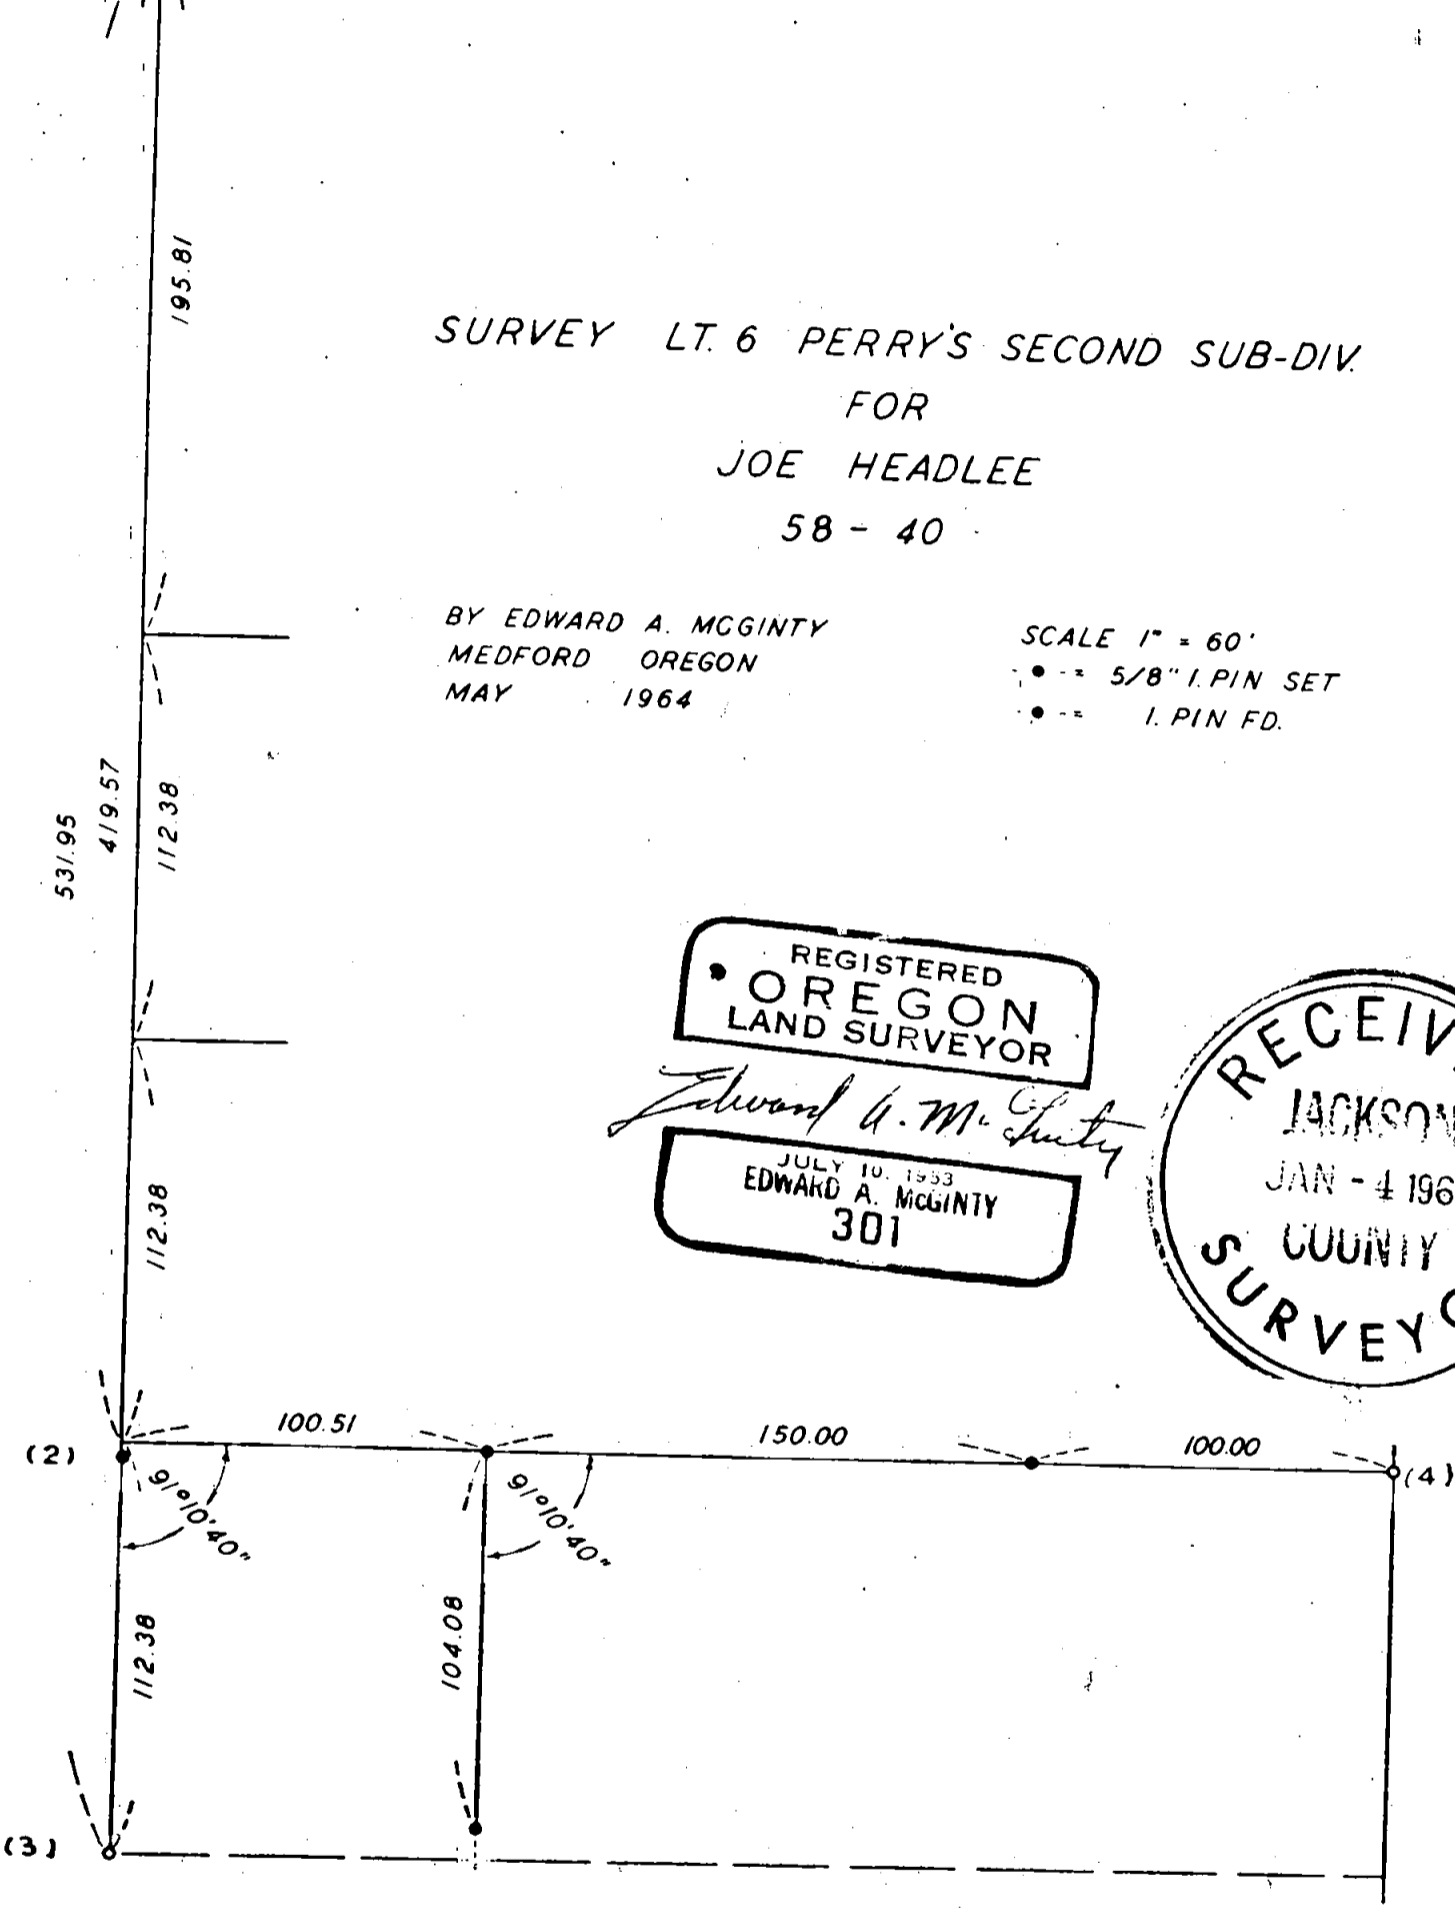 195.81
SURVEY LT. 6 PERRY'S SECOND SUB-DIV.
FOR
JOE HEADLEE
58 - 40
BY EDWARD A. MCGINTY
MEDFORD OREGON
MAY 1964
SCALE 1" = 60'
● = 5/8" I. PIN SET
● = I. PIN FD.
531.95
419.57
112.38
REGISTERED
OREGON
LAND SURVEYOR
Edward A. McGinty
JULY 10, 1953
EDWARD A. McGINTY
301
RECEIV
JACKSON
JAN - 4 196
COUNTY
SURVEYO
112.38
(2)
100.51
150.00
100.00
(4)
91°10'40"
91°10'40"
112.38
104.08
(3)